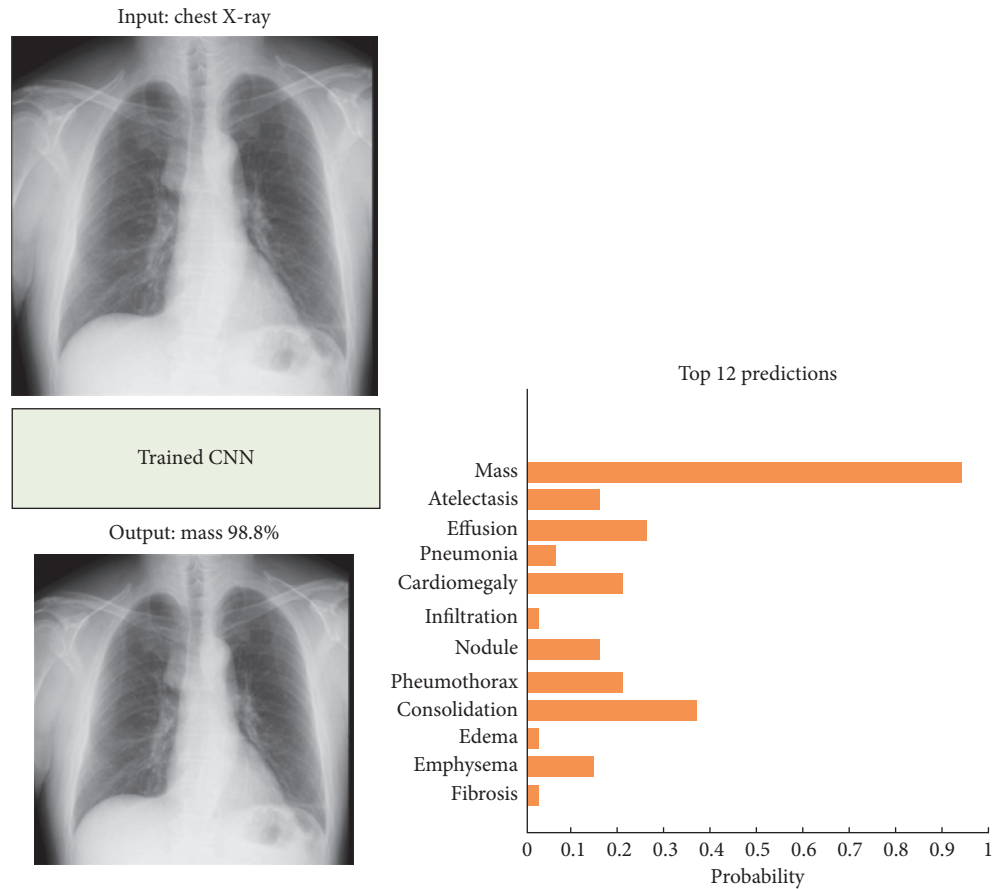 Input: chest X-ray
Trained CNN
Output: mass 98.8%
Top 12 predictions
Mass
Atelectasis
Effusion
Pneumonia
Cardiomegaly
Infiltration
Nodule
Pheumothorax
Consolidation
Edema
Emphysema
Fibrosis
0 0.1 0.2 0.3 0.4 0.5 0.6 0.7 0.8 0.9 1
Probability